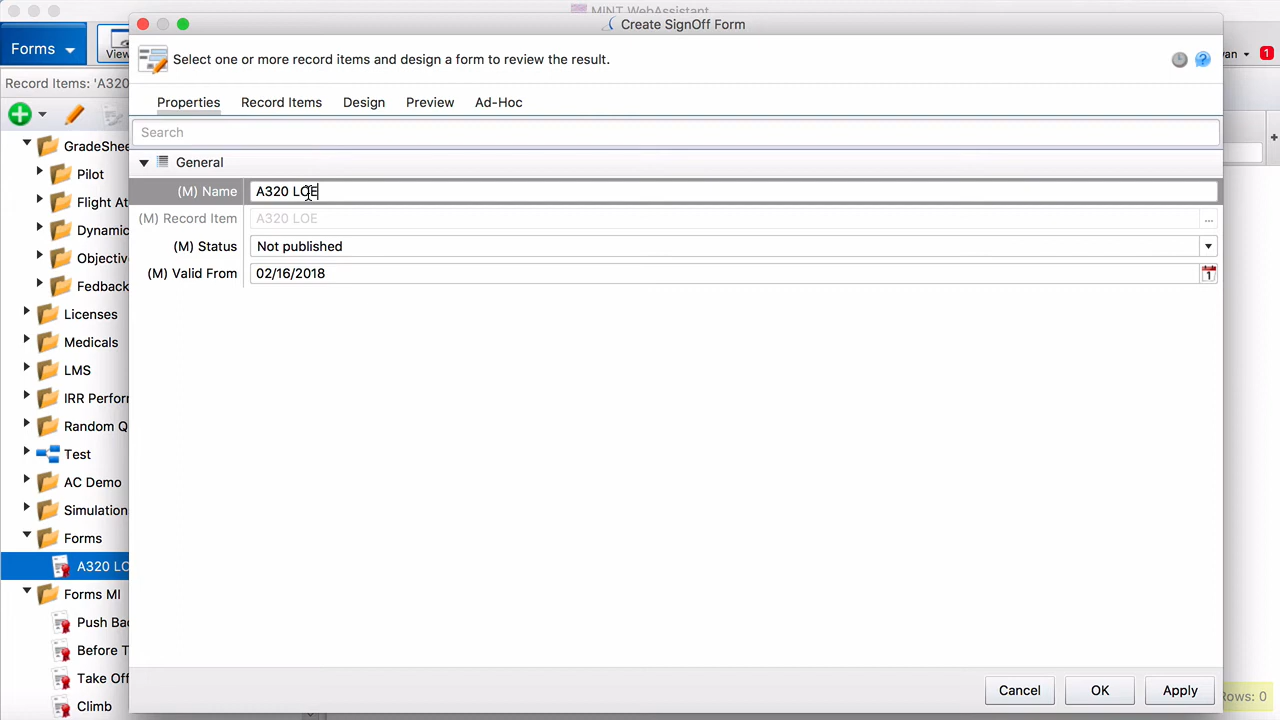 MINT WebAssistant
Create SignOff Form
Forms
View
van
1
Select one or more record items and design a form to review the result.
Record Items: 'A320
Properties
Record Items
Design
Preview
Ad-Hoc
Search
General
(M) Name
A320 LOE
(M) Record Item
A320 LOE
...
(M) Status
Not published
(M) Valid From
02/16/2018
1
GradeShee
Pilot
Flight At
Dynamic
Objectiv
Fedback
Licenses
Medicals
LMS
IRR Perfor
Random Q
Test
AC Demo
Simulation
Forms
A320 LO
Forms MI
Push Bac
Before T
Take Off
Climb
Cancel
OK
Apply
Rows: 0